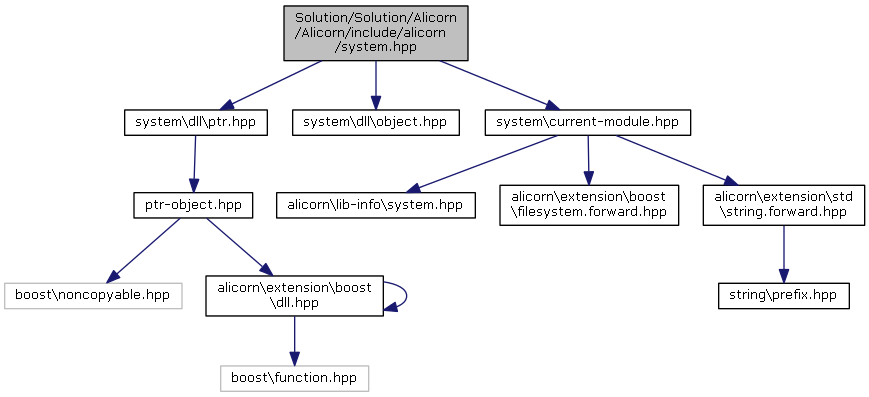 Solution/Solution/Alicorn
/Alicorn/include/alicorn
/system.hpp
system\dll\ptr.hpp
system\dll\object.hpp
system\current-module.hpp
ptr-object.hpp
alicorn\lib-info\system.hpp
alicorn\extension\boost
\filesystem.forward.hpp
alicorn\extension\std
\string.forward.hpp
boost\noncopyable.hpp
alicorn\extension\boost
\dll.hpp
string\prefix.hpp
boost\function.hpp